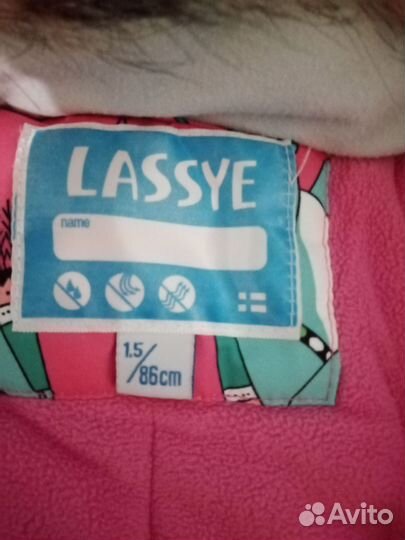 LASSYE
name
1.5/
86cm
Avito